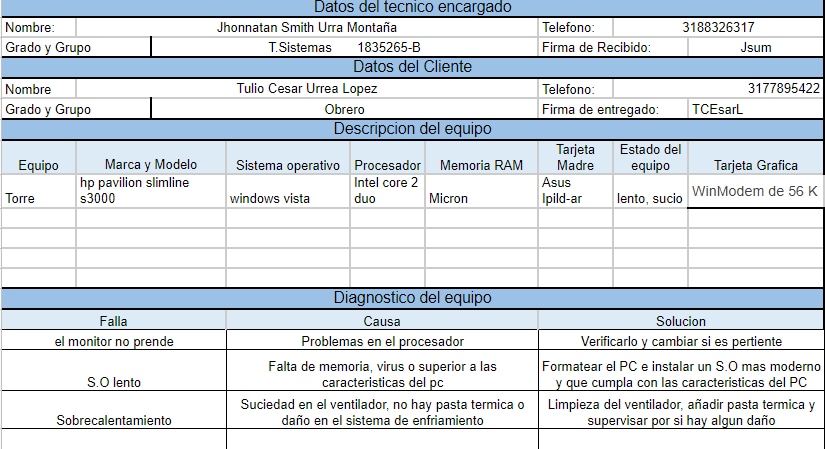 Datos del tecnico encargado
Nombre: Jhonnatan Smith Urra Montaña Telefono: 3188326317
Grado y Grupo T.Sistemas 1835265-B Firma de Recibido: Jsum
Datos del Cliente
Nombre Tulio Cesar Urrea Lopez Telefono: 3177895422
Grado y Grupo Obrero Firma de entregado: TCEsarL
Descripcion del equipo
Equipo Marca y Modelo Sistema operativo Procesador Memoria RAM Tarjeta Madre Estado del equipo Tarjeta Grafica
Torre hp pavilion slimline s3000 windows vista Intel core 2 duo Micron Asus Ipild-ar lento, sucio WinModem de 56 K
Diagnostico del equipo
Falla Causa Solucion
el monitor no prende Problemas en el procesador Verificarlo y cambiar si es pertiente
S.O lento Falta de memoria, virus o superior a las caracteristicas del pc Formatear el PC e instalar un S.O mas moderno y que cumpla con las caracteristicas del PC
Sobrecalentamiento Suciedad en el ventilador, no hay pasta termica o daño en el sistema de enfriamiento Limpieza del ventilador, añadir pasta termica y supervisar por si hay algun daño